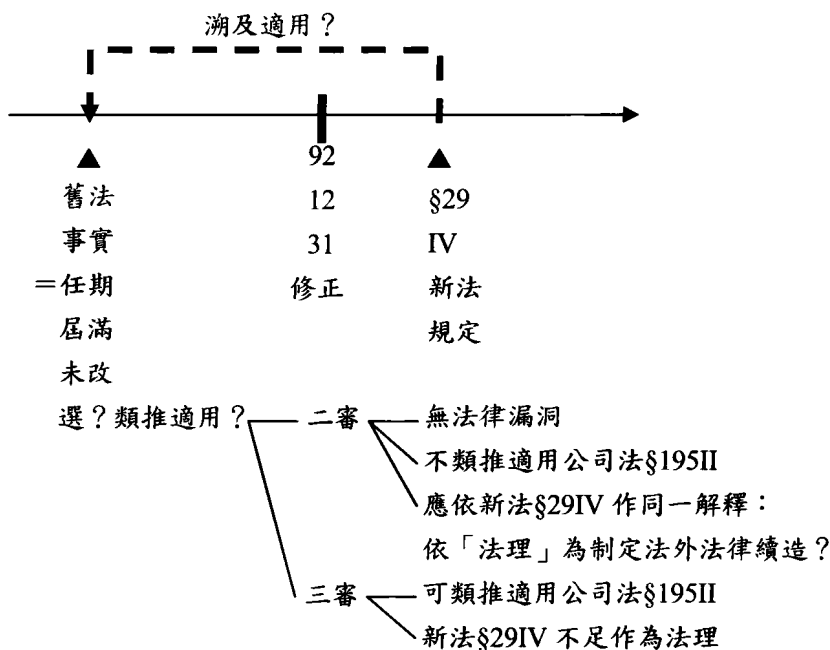 溯及適用？
▲ 92 ▲
舊法 12 §29
事實 31 IV
＝任期 修正 新法
屆滿 規定
未改
選？類推適用？ 二審 無法律漏洞
不類推適用公司法§195II
應依新法§29IV 作同一解釋：
依「法理」為制定法外法律續造？
三審 可類推適用公司法§195II
新法§29IV 不足作為法理